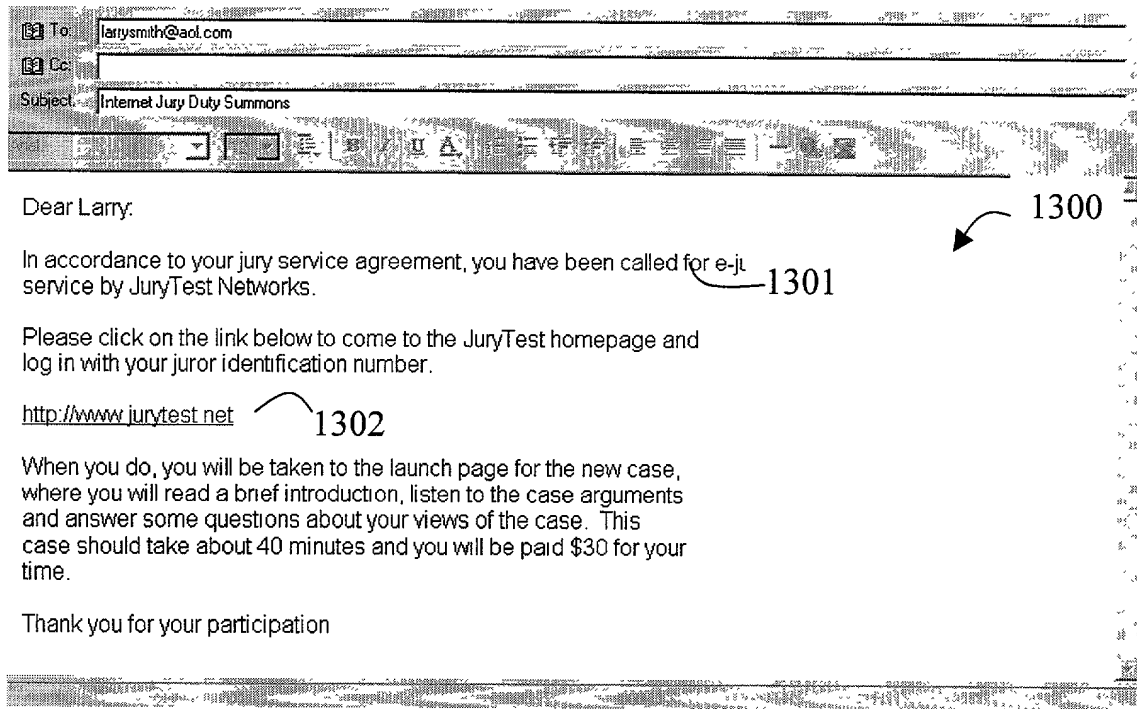 To:
larrysmith@aol.com
Cc:
Subject:
Internet Jury Duty Summons
B I U A
Dear Larry:
1300
In accordance to your jury service agreement, you have been called for
1301
service by JuryTest Networks.
Please click on the link below to come to the JuryTest homepage and
log in with your juror identification number.
http://www.jurytest net
1302
When you do, you will be taken to the launch page for the new case,
where you will read a brief introduction, listen to the case arguments
and answer some questions about your views of the case. This
case should take about 40 minutes and you will be paid $30 for your
time.
Thank you for your participation